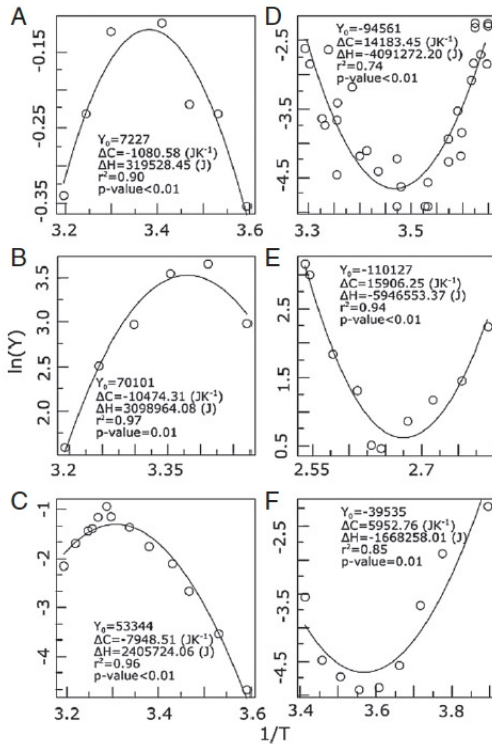 A
-0.15
-0.25
-0.35
Y₀=7227
ΔC=-1080.58 (JK⁻¹)
ΔH=319528.45 (J)
r²=0.90
p-value<0.01
3.2
3.4
3.6
D
-2.5
-3.5
-4.5
Y₀=-94561
ΔC=14183.45 (JK⁻¹)
ΔH=-4091272.20 (J)
r²=0.74
p-value<0.01
3.3
3.5
B
3.5
3.0
2.5
2.0
Y₀=70101
ΔC=-10474.31 (JK⁻¹)
ΔH=3098964.08 (J)
r²=0.97
p-value=0.01
3.2
3.35
E
2.5
1.5
0.5
Y₀=-110127
ΔC=15906.25 (JK⁻¹)
ΔH=-5946553.37 (J)
r²=0.94
p-value<0.01
2.55
2.7
ln(Y)
C
-1
-2
-3
-4
Y₀=53344
ΔC=-7948.51 (JK⁻¹)
ΔH=2405724.06 (J)
r²=0.96
p-value<0.01
3.2
3.4
3.6
F
-2.5
-3.5
-4.5
Y₀=-39535
ΔC=5952.76 (JK⁻¹)
ΔH=-1668258.01 (J)
r²=0.85
p-value=0.01
3.4
3.6
3.8
1/T